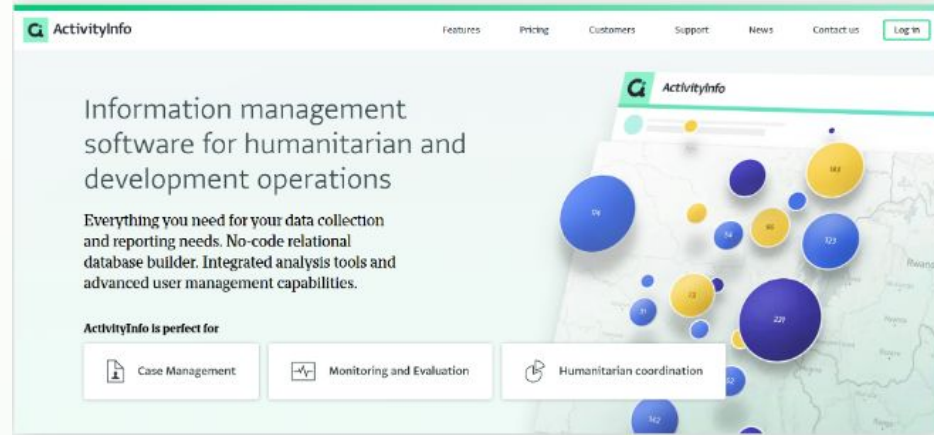 ActivityInfo
Features Pricing Customers Support News Contact us Log in
ActivityInfo
Information management
software for humanitarian and
development operations
Everything you need for your data collection
and reporting needs. No-code relational
database builder. Integrated analysis tools and
advanced user management capabilities.
ActivityInfo is perfect for
Case Management Monitoring and Evaluation Humanitarian coordination
123
221